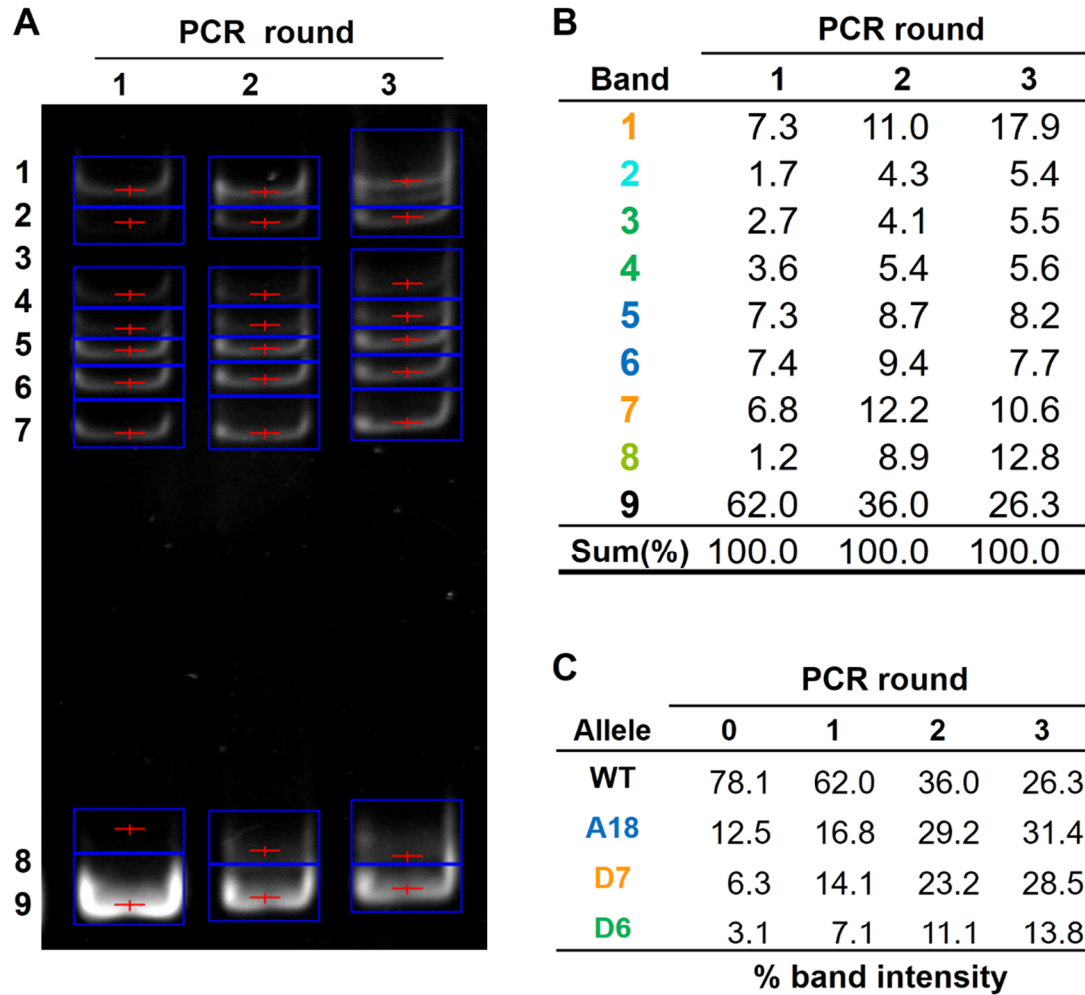 A
PCR round
1 2 3
1
2
3
4
5
6
7
8
9
B
PCR round
Band 1 2 3
1 7.3 11.0 17.9
2 1.7 4.3 5.4
3 2.7 4.1 5.5
4 3.6 5.4 5.6
5 7.3 8.7 8.2
6 7.4 9.4 7.7
7 6.8 12.2 10.6
8 1.2 8.9 12.8
9 62.0 36.0 26.3
Sum(%) 100.0 100.0 100.0
C
PCR round
Allele 0 1 2 3
WT 78.1 62.0 36.0 26.3
A18 12.5 16.8 29.2 31.4
D7 6.3 14.1 23.2 28.5
D6 3.1 7.1 11.1 13.8
% band intensity